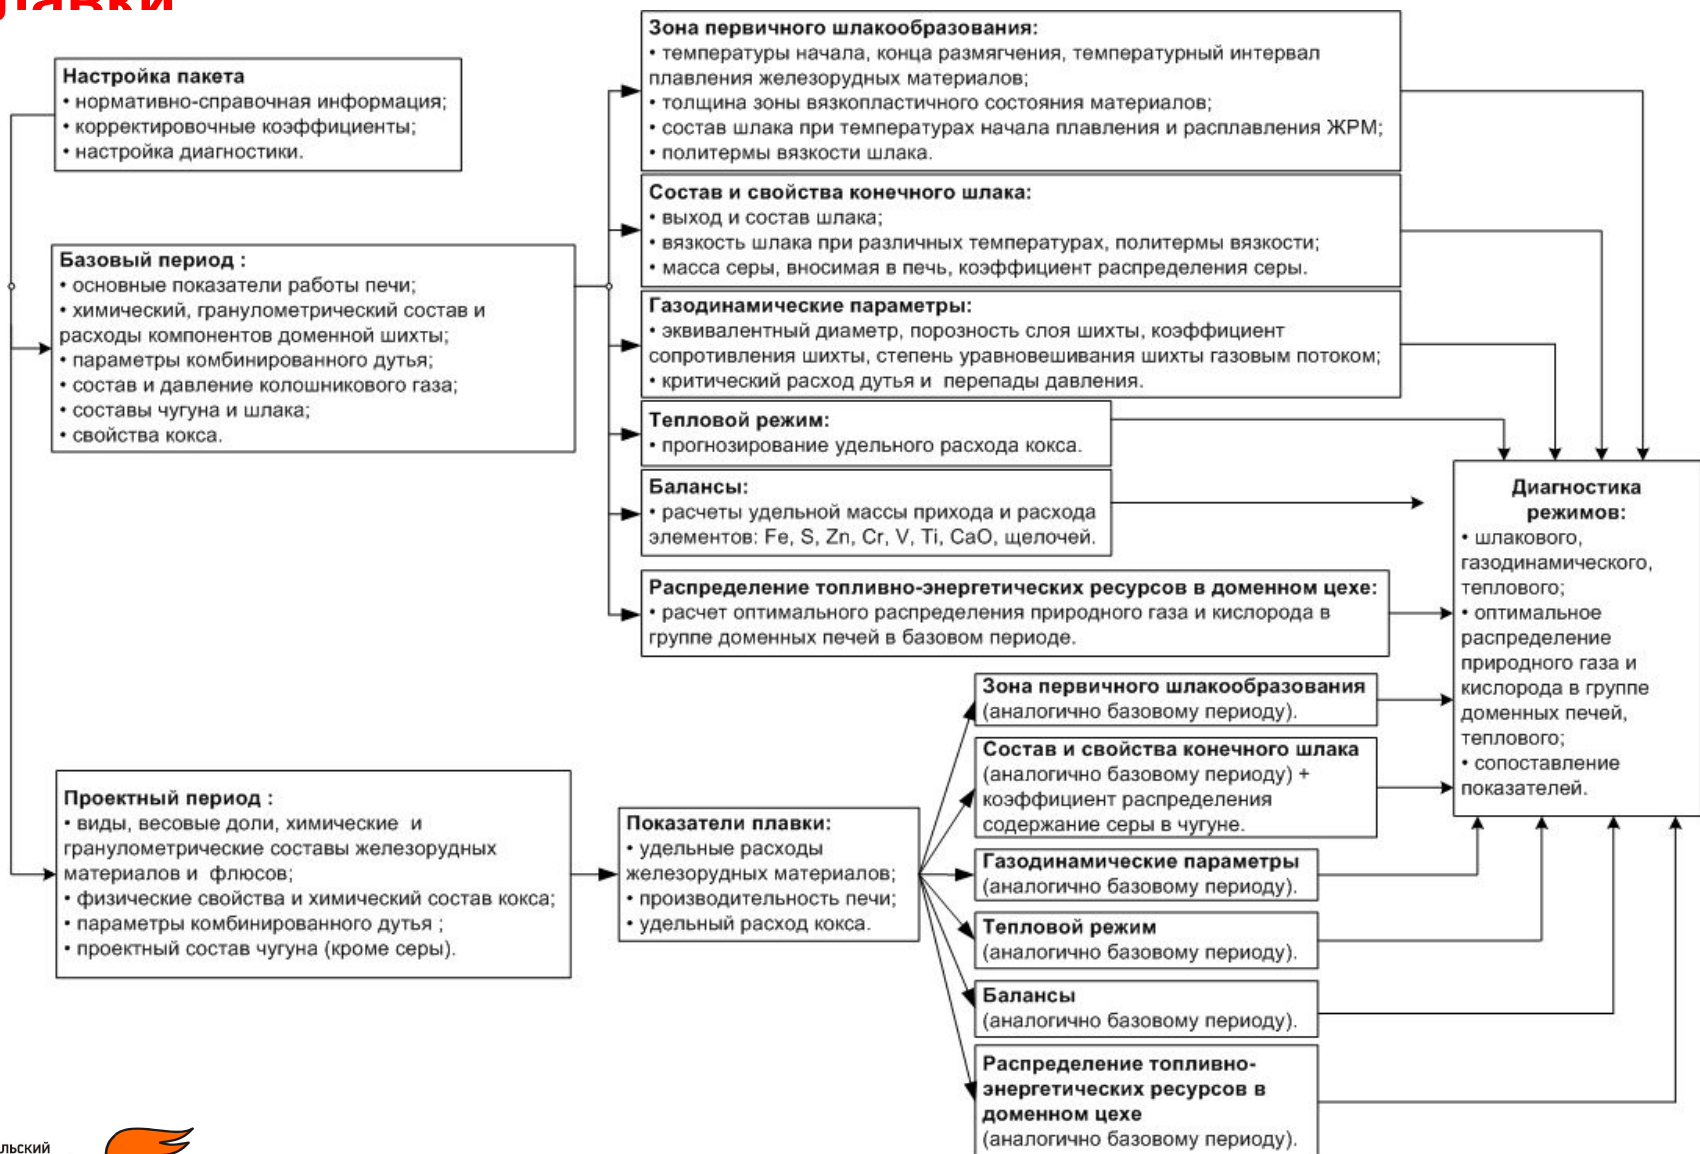 Настройка пакета
• нормативно-справочная информация;
• корректировочные коэффициенты;
• настройка диагностики.
Базовый период :
• основные показатели работы печи;
• химический, гранулометрический состав и
расходы компонентов доменной шихты;
• параметры комбинированного дутья;
• состав и давление колошникового газа;
• составы чугуна и шлака;
• свойства кокса.
Зона первичного шлакообразования:
• температуры начала, конца размягчения, температурный интервал
плавления железорудных материалов;
• толщина зоны вязкопластичного состояния материалов;
• состав шлака при температурах начала плавления и расплавления ЖРМ;
• политермы вязкости шлака.
Состав и свойства конечного шлака:
• выход и состав шлака;
• вязкость шлака при различных температурах, политермы вязкости;
• масса серы, вносимая в печь, коэффициент распределения серы.
Газодинамические параметры:
• эквивалентный диаметр, порозность слоя шихты, коэффициент
сопротивления шихты, степень уравновешивания шихты газовым потоком;
• критический расход дутья и перепады давления.
Тепловой режим:
• прогнозирование удельного расхода кокса.
Балансы:
• расчеты удельной массы прихода и расхода
элементов: Fe, S, Zn, Cr, V, Ti, CaO, щелочей.
Распределение топливно-энергетических ресурсов в доменном цехе:
• расчет оптимального распределения природного газа и кислорода в
группе доменных печей в базовом периоде.
Диагностика
режимов:
• шлакового,
газодинамического,
теплового;
• оптимальное
распределение
природного газа и
кислорода в группе
доменных печей,
теплового;
• сопоставление
показателей.
Проектный период :
• виды, весовые доли, химические и
гранулометрические составы железорудных
материалов и флюсов;
• физические свойства и химический состав кокса;
• параметры комбинированного дутья ;
• проектный состав чугуна (кроме серы).
Показатели плавки:
• удельные расходы
железорудных материалов;
• производительность печи;
• удельный расход кокса.
Зона первичного шлакообразования
(аналогично базовому периоду).
Состав и свойства конечного шлака
(аналогично базовому периоду) +
коэффициент распределения
содержание серы в чугуне.
Газодинамические параметры
(аналогично базовому периоду).
Тепловой режим
(аналогично базовому периоду).
Балансы
(аналогично базовому периоду).
Распределение топливно-
энергетических ресурсов в
доменном цехе
(аналогично базовому периоду).